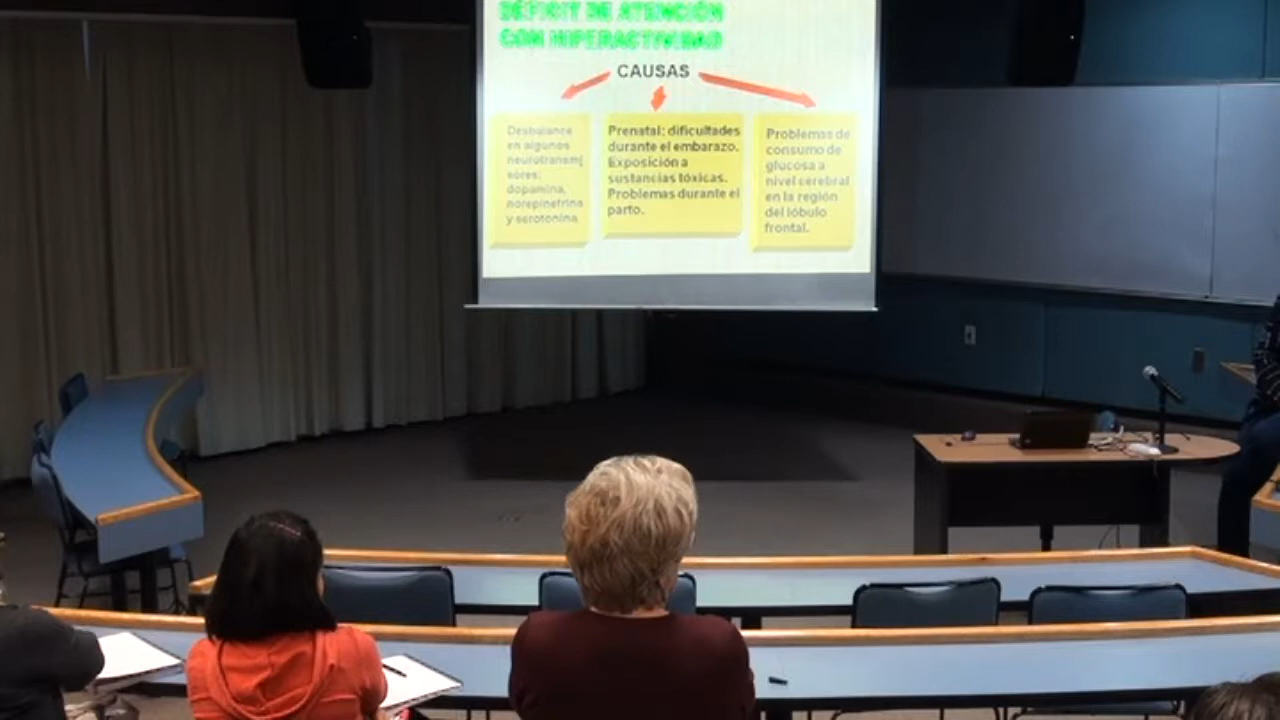 DÉFICIT DE ATENCIÓN
CON HIPERACTIVIDAD
CAUSAS
Desbalance
en algunos
neurotransmi
sores:
dopamina,
norepinefrina
y serotonina
Prenatal: dificultades
durante el embarazo.
Exposición a
sustancias tóxicas.
Problemas durante el
parto.
Problemas de
consumo de
glucosa a
nivel cerebral
en la región
del lóbulo
frontal.